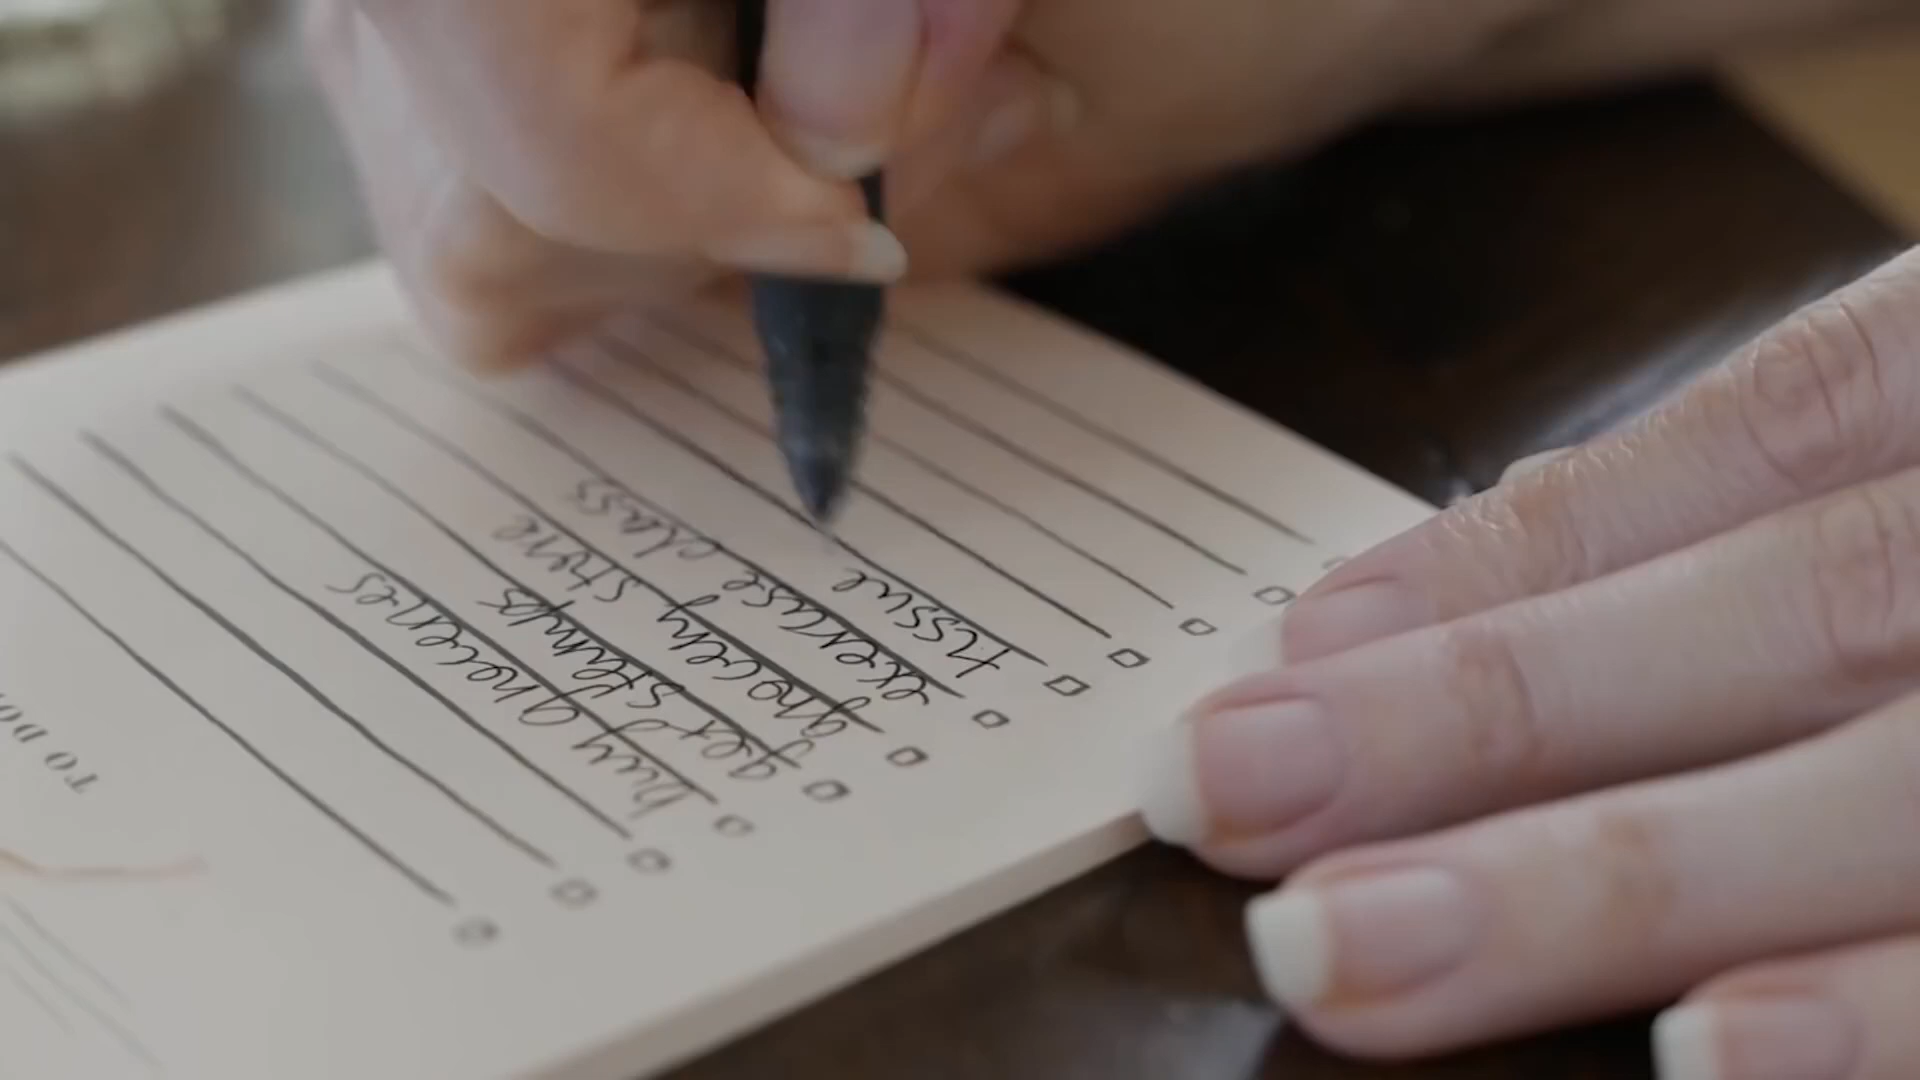 TO DO
buy groceries
get stamps
grocery store
exercise class
tissue